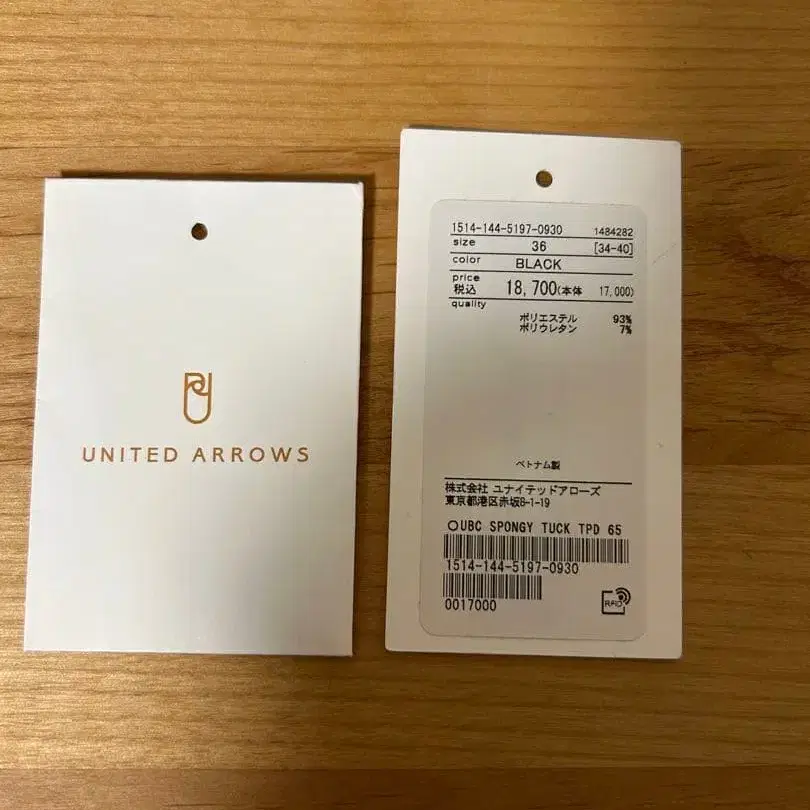 UNITED ARROWS
1514-144-5197-0930 1484282
size 36 [34-40]
color BLACK
price
税込 18,700(本体 17,000)
quality
ポリエステル 93%
ポリウレタン 7%
ベトナム製
株式会社 ユナイテッドアローズ
東京都港区赤坂8-1-19
○UBC SPONGY TUCK TPD 65
1514-144-5197-0930
0017000
RFID